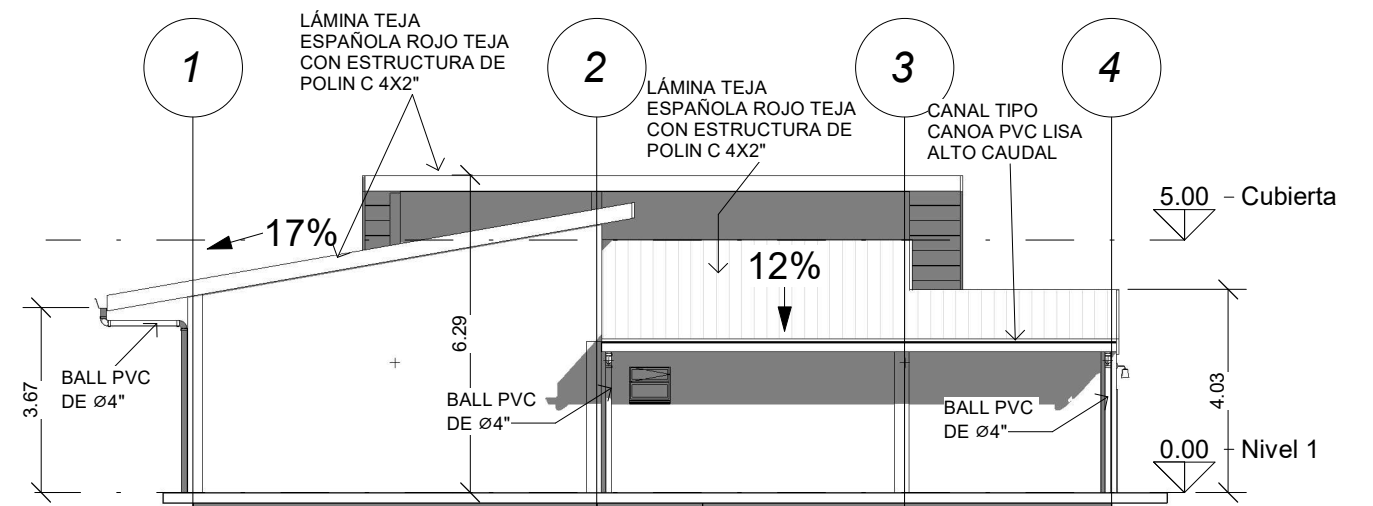 LÁMINA TEJA
ESPAÑOLA ROJO TEJA
CON ESTRUCTURA DE
POLIN C 4X2"
1
2
3
4
LÁMINA TEJA
ESPAÑOLA ROJO TEJA
CON ESTRUCTURA DE
POLIN C 4X2"
CANAL TIPO
CANOA PVC LISA
ALTO CAUDAL
5.00
Cubierta
17%
12%
3.67
BALL PVC
DE Ø4"
6.29
BALL PVC
DE Ø4"
BALL PVC
DE Ø4"
4.03
0.00
Nivel 1